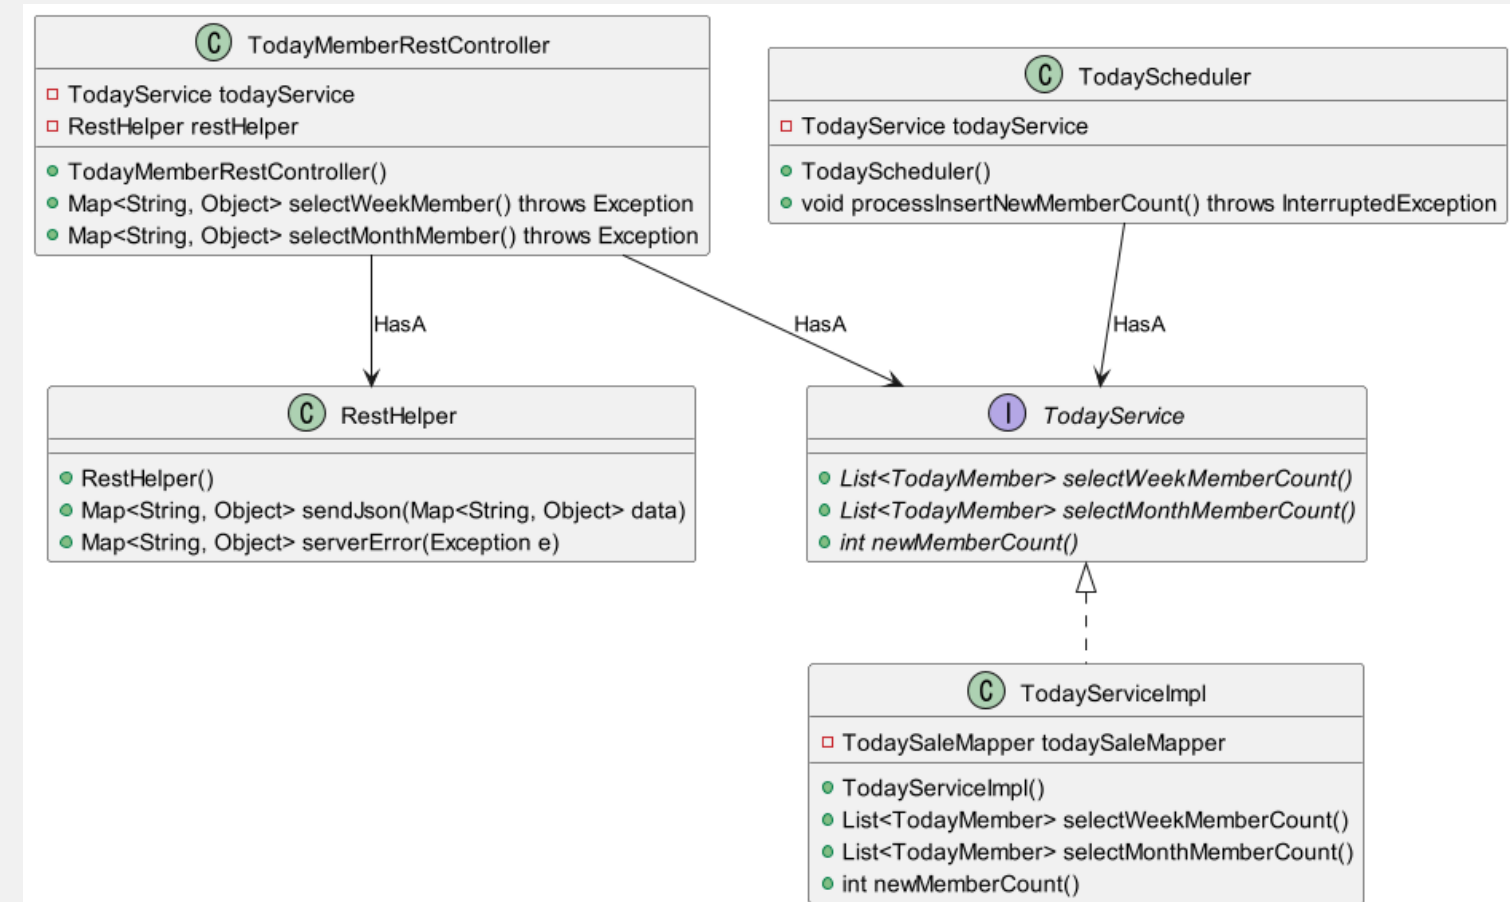 C TodayMemberRestController
TodayService todayService
RestHelper restHelper
TodayMemberRestController()
Map<String, Object> selectWeekMember() throws Exception
Map<String, Object> selectMonthMember() throws Exception
C TodayScheduler
TodayService todayService
TodayScheduler()
void processInsertNewMemberCount() throws InterruptedException
HasA
HasA
HasA
C RestHelper
RestHelper()
Map<String, Object> sendJson(Map<String, Object> data)
Map<String, Object> serverError(Exception e)
I TodayService
List<TodayMember> selectWeekMemberCount()
List<TodayMember> selectMonthMemberCount()
int newMemberCount()
C TodayServiceImpl
TodaySaleMapper todaySaleMapper
TodayServiceImpl()
List<TodayMember> selectWeekMemberCount()
List<TodayMember> selectMonthMemberCount()
int newMemberCount()